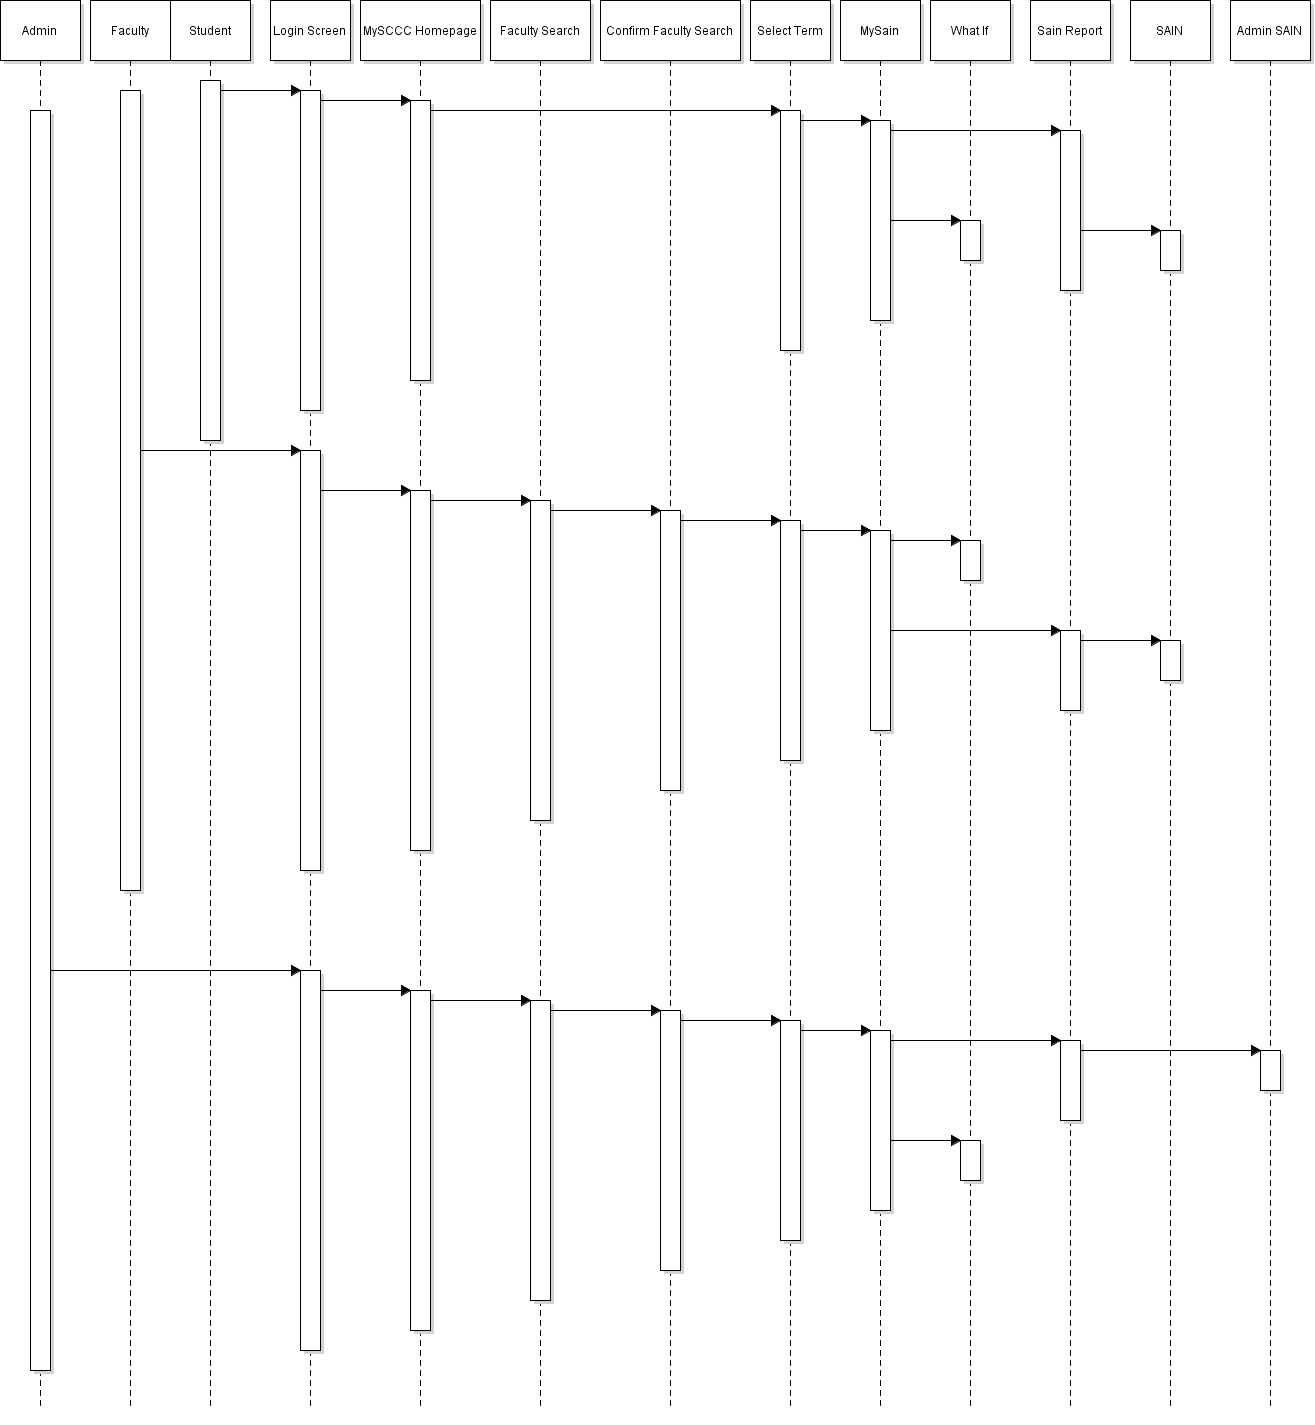 Admin
Faculty
Student
Login Screen
MySCCC Homepage
Faculty Search
Confirm Faculty Search
Select Term
MySain
What If
Sain Report
SAIN
Admin SAIN